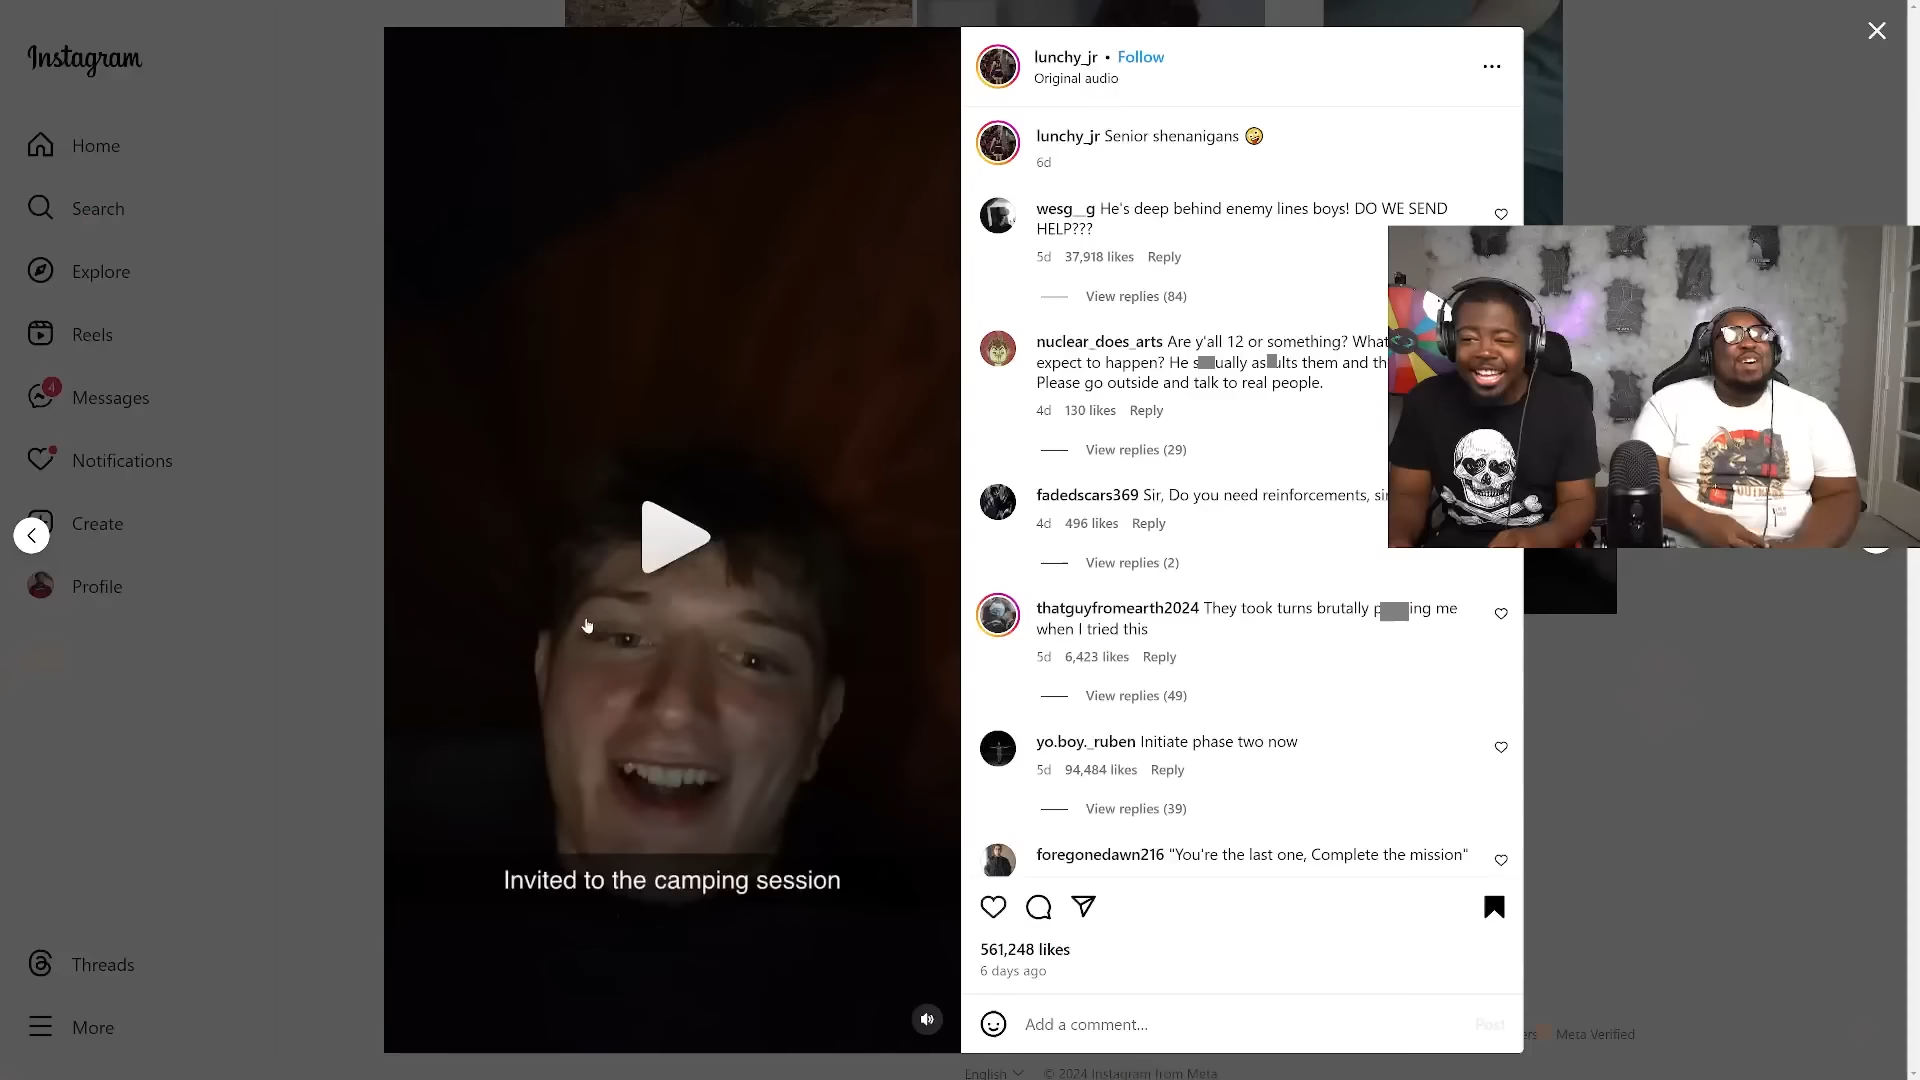 Instagram
Home
Search
Explore
Reels
4
Messages
Notifications
Create
Profile
Threads
More
Invited to the camping session
lunchy_jr • Follow
Original audio
lunchy_jr Senior shenanigans
6d
wesg__g He's deep behind enemy lines boys! DO WE SEND
HELP???
5d 37,918 likes Reply
View replies (84)
nuclear_does_arts Are y'all 12 or something? What
expect to happen? He s ually as ults them and th
Please go outside and talk to real people.
4d 130 likes Reply
View replies (29)
fadedscars369 Sir, Do you need reinforcements, sir
4d 496 likes Reply
View replies (2)
thatguyfromearth2024 They took turns brutally p ing me
when I tried this
5d 6,423 likes Reply
View replies (49)
yo.boy._ruben Initiate phase two now
5d 94,484 likes Reply
View replies (39)
foregonedawn216 "You're the last one, Complete the mission"
561,248 likes
6 days ago
Add a comment...
Post
ers Meta Verified
English © 2024 Instagram from Meta